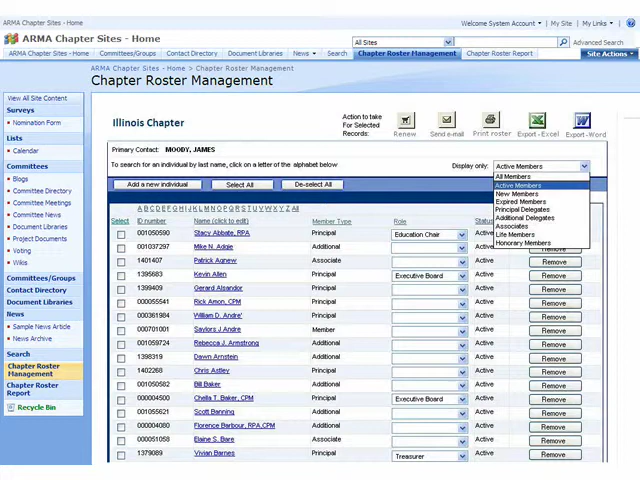 ARMA Chapter Sites - Home
Welcome System Account
My Site
My Links
ARMA Chapter Sites - Home
All Sites
Advanced Search
ARMA Chapter Sites - Home
Committees/Groups
Contact Directory
Document Libraries
News
Search
Chapter Roster Management
Chapter Roster Report
Site Actions
ARMA Chapter Sites - Home > Chapter Roster Management
Chapter Roster Management
View All Site Content
Surveys
Nomination Form
Lists
Calendar
Committees
Blogs
Committee Directory
Committee Meetings
Committee News
Document Libraries
Project Documents
Voting
Wikis
Committees/Groups
Contact Directory
Document Libraries
News
Sample News Article
News Archive
Search
Chapter Roster
Management
Chapter Roster
Report
Recycle Bin
Illinois Chapter
Action to take
For Selected
Records:
Renew
Send e-mail
Print roster
Export - Excel
Export-Word
Primary Contact: MOODY, JAMES
To search for an individual by last name, click on a letter of the alphabet below
Display only:
Active Members
All Members
Active Members
New Members
Expired Members
Principal Delegates
Additional Delegates
Associates
Life Members
Honorary Members
Add a new individual
Select All
De-select All
A B C D E F G H I J K L M N O P Q R S T U V W X Y Z All
Select ID number Name (click to edit) Member Type Role Status
001050590 Stacy Abbate, RPA Principal Education Chair Active
001037297 Mike N. Adgie Additional Active Remove
1401407 Patrick Agnew Associate Active Remove
1395683 Kevin Allen Principal Executive Board Active Remove
1399409 Gerard Alsandor Principal Active Remove
000055541 Rick Amon, CPM Principal Active Remove
000361984 William D. Andre' Principal Active Remove
000701001 Saylors J Andre Member Active Remove
001059724 Rebecca J. Armstrong Additional Active Remove
1398319 Dawn Arnstein Additional Active Remove
1402268 Chris Astley Principal Active Remove
001050582 Bill Baker Additional Active Remove
000004500 Chella T. Baker, CPM Principal Executive Board Active Remove
001055621 Scott Banning Additional Active Remove
000004080 Florence Barbour, RPA,CPM Additional Active Remove
000051058 Elaine S. Bare Associate Active Remove
1379089 Vivian Barnes Principal Treasurer Active Remove